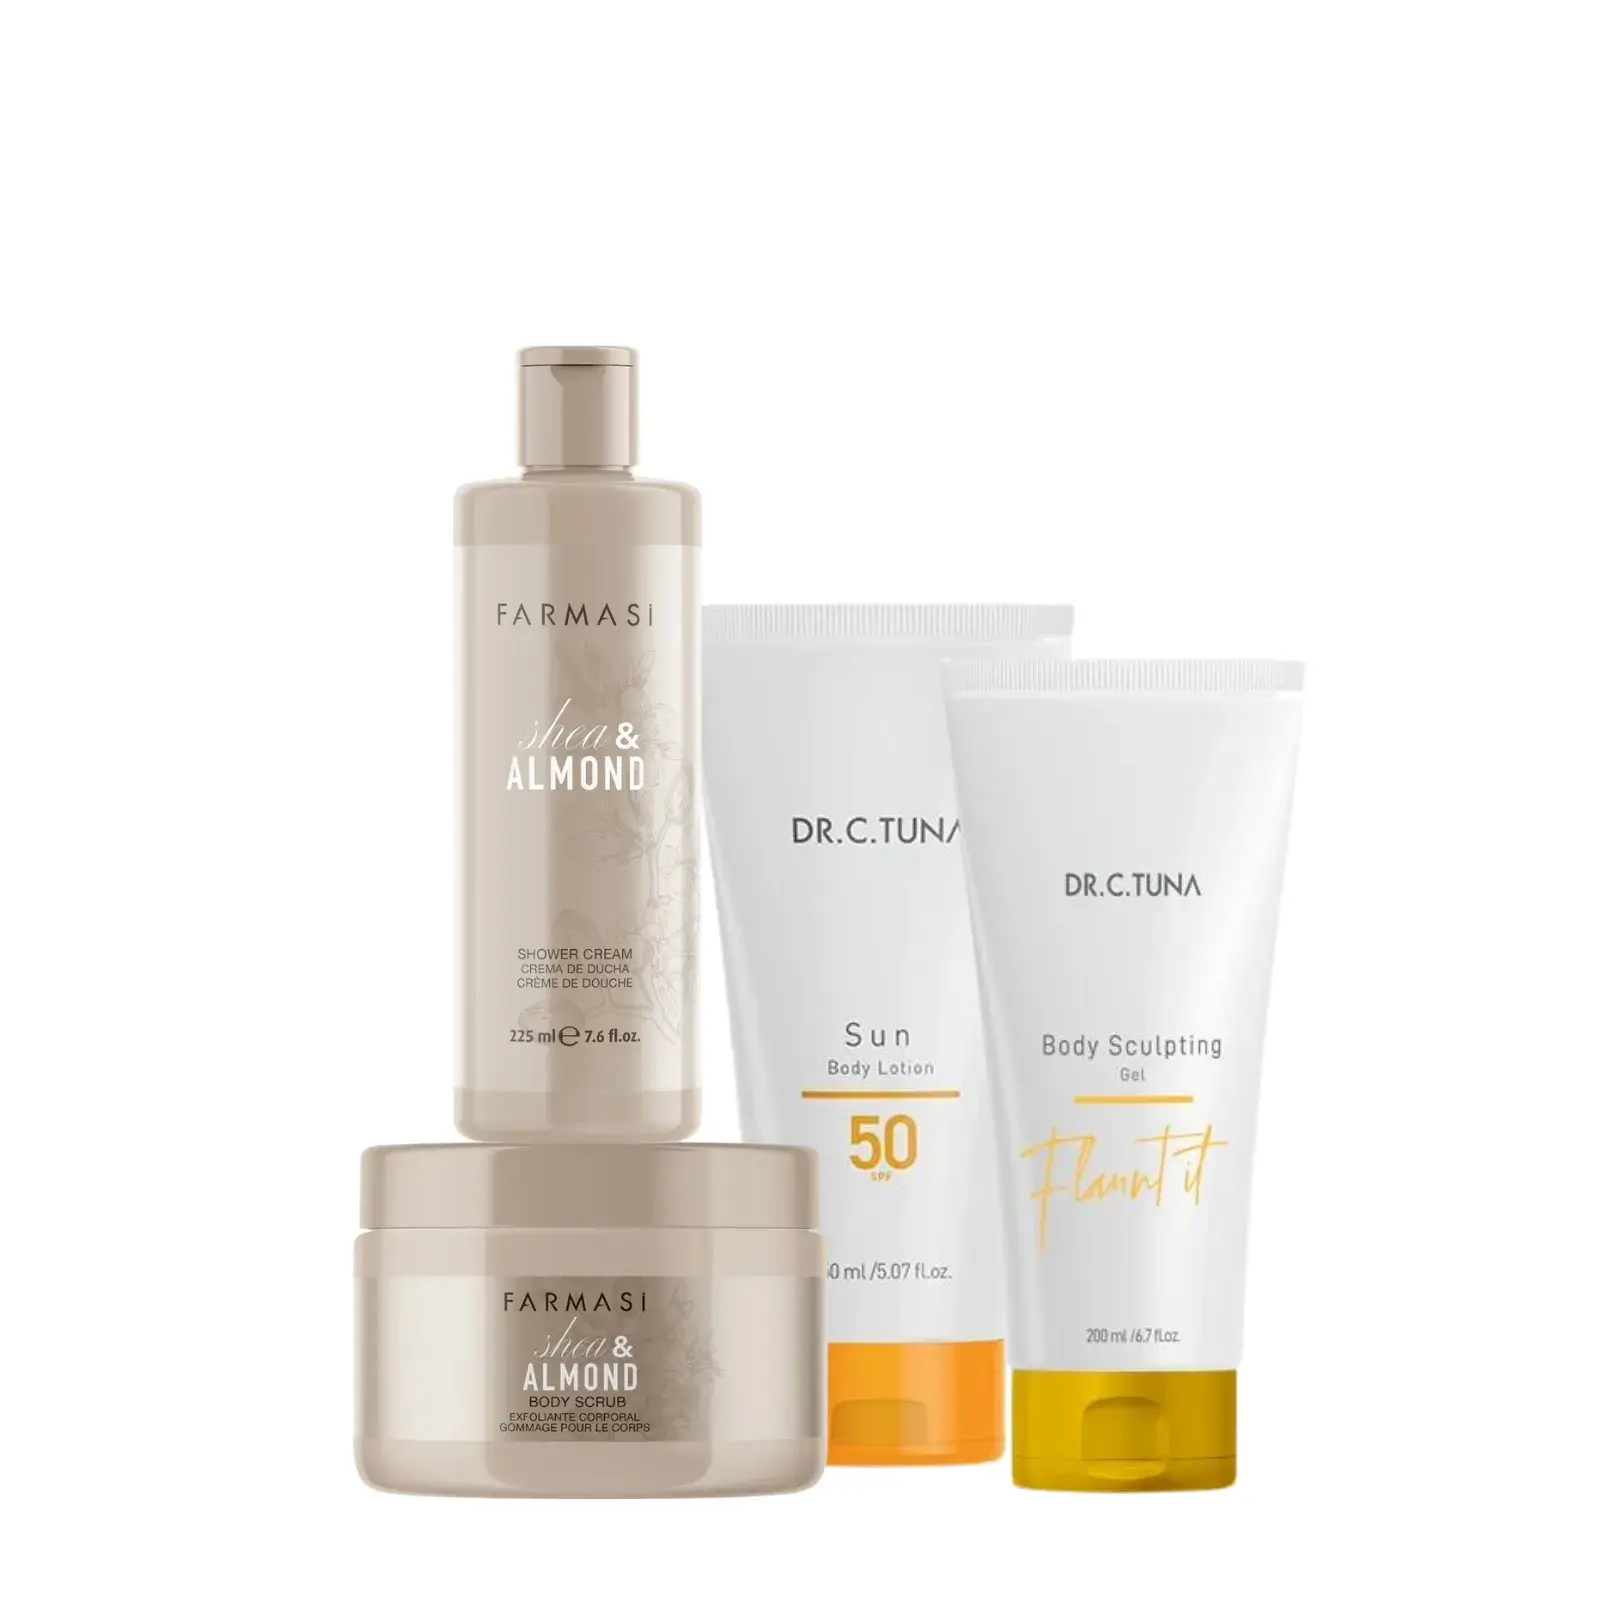 FARMASi
shea &
ALMOND
SHOWER CREAM
CREMA DE DUCHA
CRÈME DE DOUCHE
225 ml e 7.6 fl.oz.
FARMASi
shea &
ALMOND
BODY SCRUB
EXFOLIANTE CORPORAL
GOMMAGE POUR LE CORPS
DR.C.TUNA
Sun
Body Lotion
50
SPF
0 ml /5.07 fl.oz.
DR.C.TUNA
Body Sculpting
Gel
Flaunt it
200 ml /6.7 fl.oz.